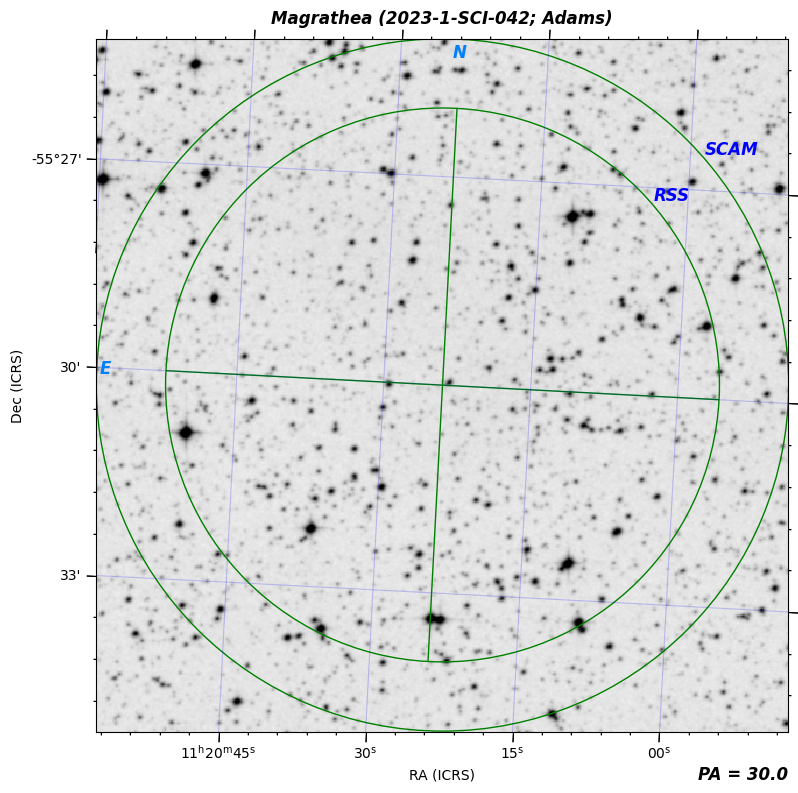 Magrathea (2023-1-SCI-042; Adams)
N
SCAM
-55°27'
RSS
30'
E
Dec (ICRS)
33'
11ʰ20ᵐ45ˢ 30ˢ 15ˢ 00ˢ
RA (ICRS)
PA = 30.0